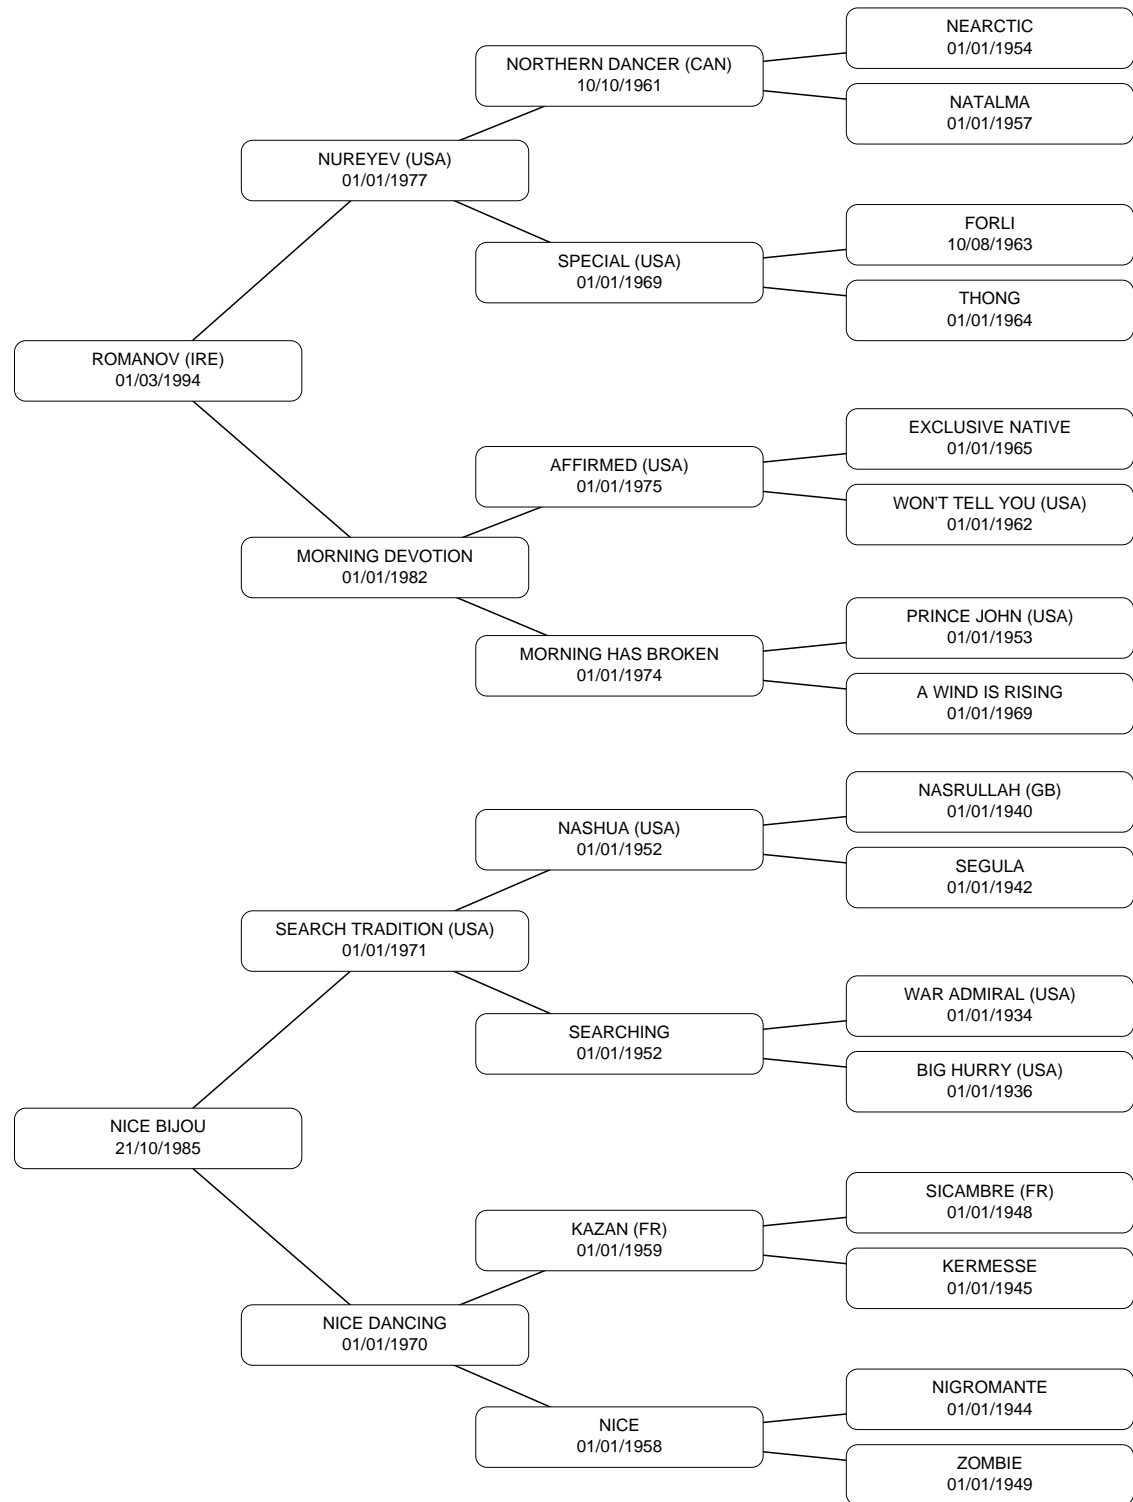 NEARCTIC
01/01/1954
NORTHERN DANCER (CAN)
10/10/1961
NATALMA
01/01/1957
NUREYEV (USA)
01/01/1977
FORLI
10/08/1963
SPECIAL (USA)
01/01/1969
THONG
01/01/1964
ROMANOV (IRE)
01/03/1994
EXCLUSIVE NATIVE
01/01/1965
AFFIRMED (USA)
01/01/1975
WON'T TELL YOU (USA)
01/01/1962
MORNING DEVOTION
01/01/1982
PRINCE JOHN (USA)
01/01/1953
MORNING HAS BROKEN
01/01/1974
A WIND IS RISING
01/01/1969
NASRULLAH (GB)
01/01/1940
NASHUA (USA)
01/01/1952
SEGULA
01/01/1942
SEARCH TRADITION (USA)
01/01/1971
WAR ADMIRAL (USA)
01/01/1934
SEARCHING
01/01/1952
BIG HURRY (USA)
01/01/1936
NICE BIJOU
21/10/1985
SICAMBRE (FR)
01/01/1948
KAZAN (FR)
01/01/1959
KERMESSE
01/01/1945
NICE DANCING
01/01/1970
NIGROMANTE
01/01/1944
NICE
01/01/1958
ZOMBIE
01/01/1949